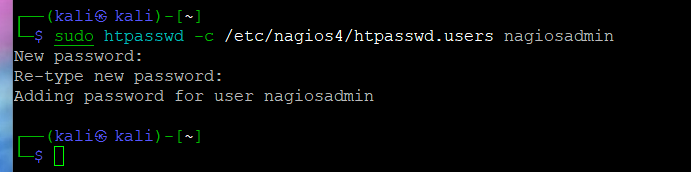 ┌──(kali㉿kali)-[~]
└─$ sudo htpasswd -c /etc/nagios4/htpasswd.users nagiosadmin
New password:
Re-type new password:
Adding password for user nagiosadmin
┌──(kali㉿kali)-[~]
└─$